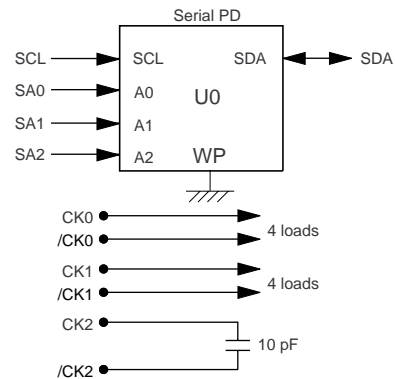 Serial PD
SCL SCL SDA SDA
SA0 A0
U0
SA1 A1
SA2 A2 WP
CK0
4 loads
/CK0
CK1
4 loads
/CK1
CK2
10 pF
/CK2